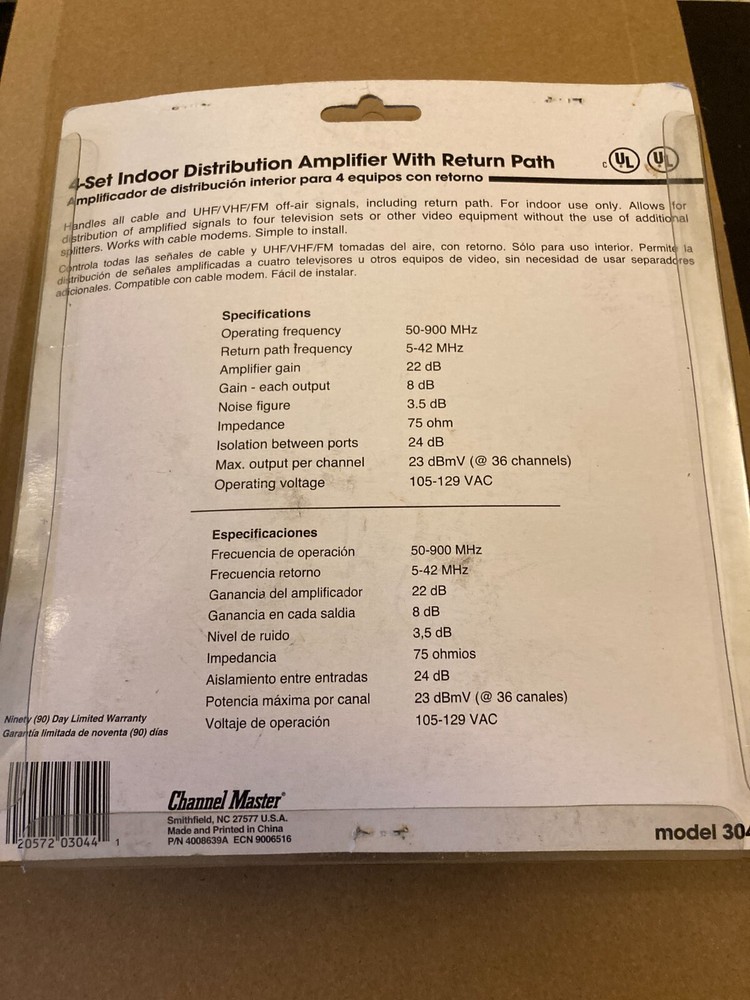 4-Set Indoor Distribution Amplifier With Return Path
Amplificador de distribución interior para 4 equipos con retorno
C UL UL
Handles all cable and UHF/VHF/FM off-air signals, including return path. For indoor use only. Allows for
distribution of amplified signals to four television sets or other video equipment without the use of additional
splitters. Works with cable modems. Simple to install.
Controla todas las señales de cable y UHF/VHF/FM tomadas del aire, con retorno. Sólo para uso interior. Permite la
distribución de señales amplificadas a cuatro televisores u otros equipos de video, sin necesidad de usar separadores
adicionales. Compatible con cable modem. Fácil de instalar.
Specifications
Operating frequency 50-900 MHz
Return path frequency 5-42 MHz
Amplifier gain 22 dB
Gain - each output 8 dB
Noise figure 3.5 dB
Impedance 75 ohm
Isolation between ports 24 dB
Max. output per channel 23 dBmV (@ 36 channels)
Operating voltage 105-129 VAC
Especificaciones
Frecuencia de operación 50-900 MHz
Frecuencia retorno 5-42 MHz
Ganancia del amplificador 22 dB
Ganancia en cada saldia 8 dB
Nivel de ruido 3,5 dB
Impedancia 75 ohmios
Aislamiento entre entradas 24 dB
Potencia máxima por canal 23 dBmV (@ 36 canales)
Voltaje de operación 105-129 VAC
Ninety (90) Day Limited Warranty
Garantía limitada de noventa (90) días
20572 03044 1
Channel Master®
Smithfield, NC 27577 U.S.A.
Made and Printed in China
P/N 4008639A ECN 9006516
model 304